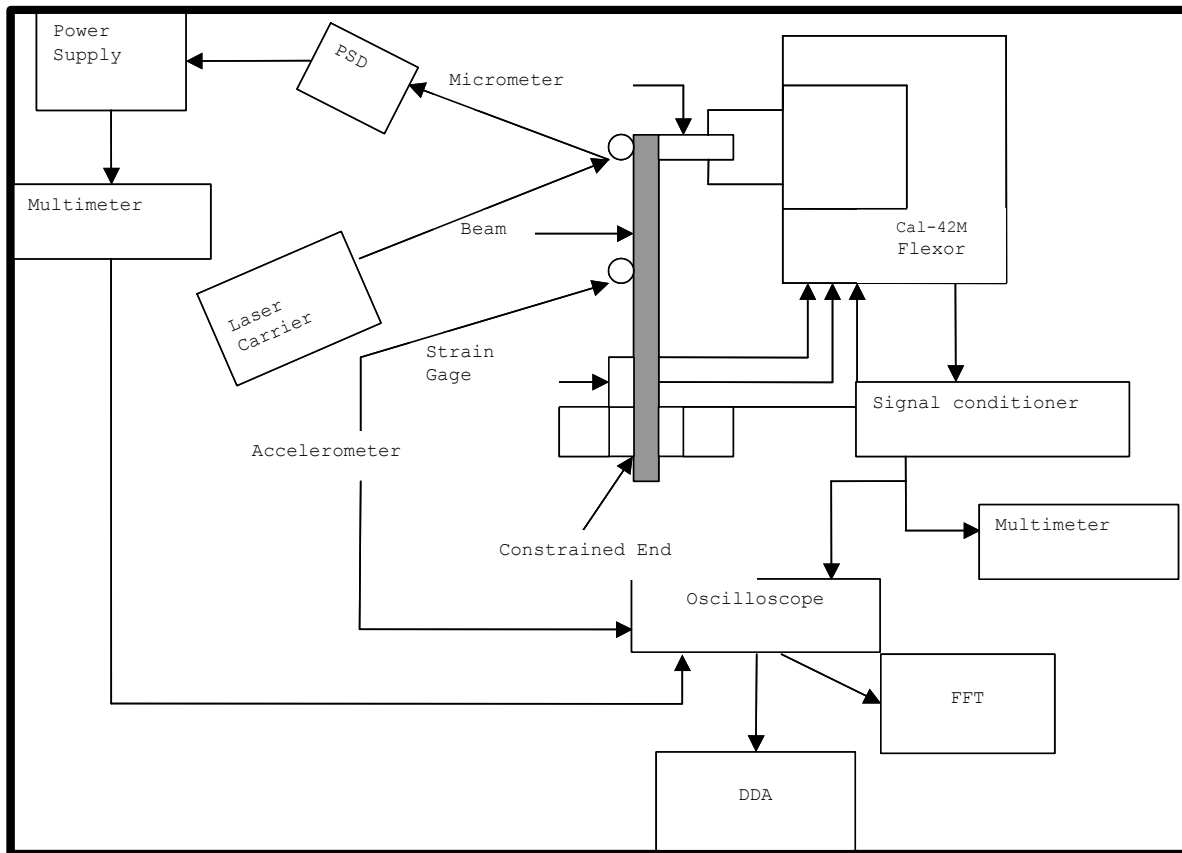 Power
Supply
PSD
Micrometer
Multimeter
Beam
Cal-42M
Flexor
Laser
Carrier
Strain
Gage
Signal conditioner
Accelerometer
Multimeter
Constrained End
Oscilloscope
FFT
DDA